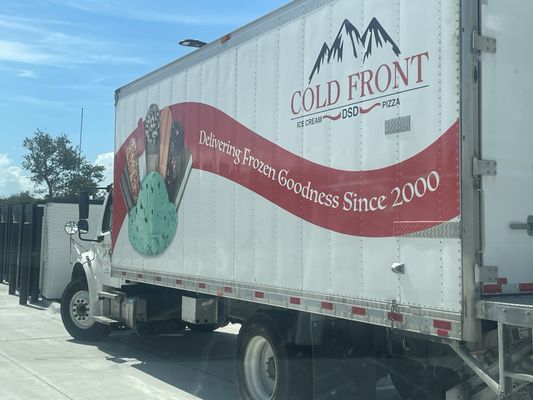 COLD FRONT
ICE CREAM DSD PIZZA
Delivering Frozen Goodness Since 2000